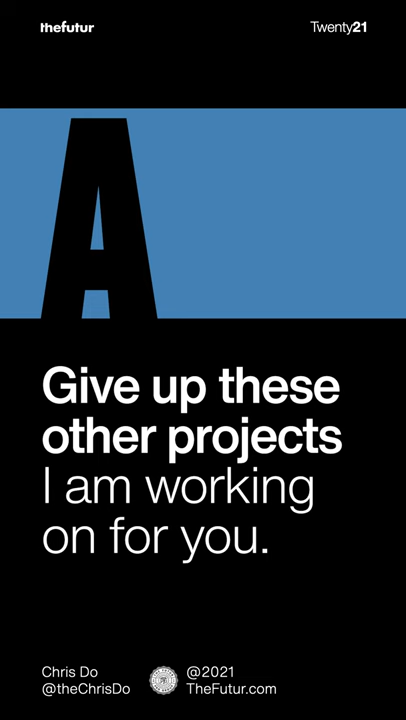 thefutur
Twenty21
A
Give up these
other projects
I am working
on for you.
Chris Do
@theChrisDo
@2021
TheFutur.com